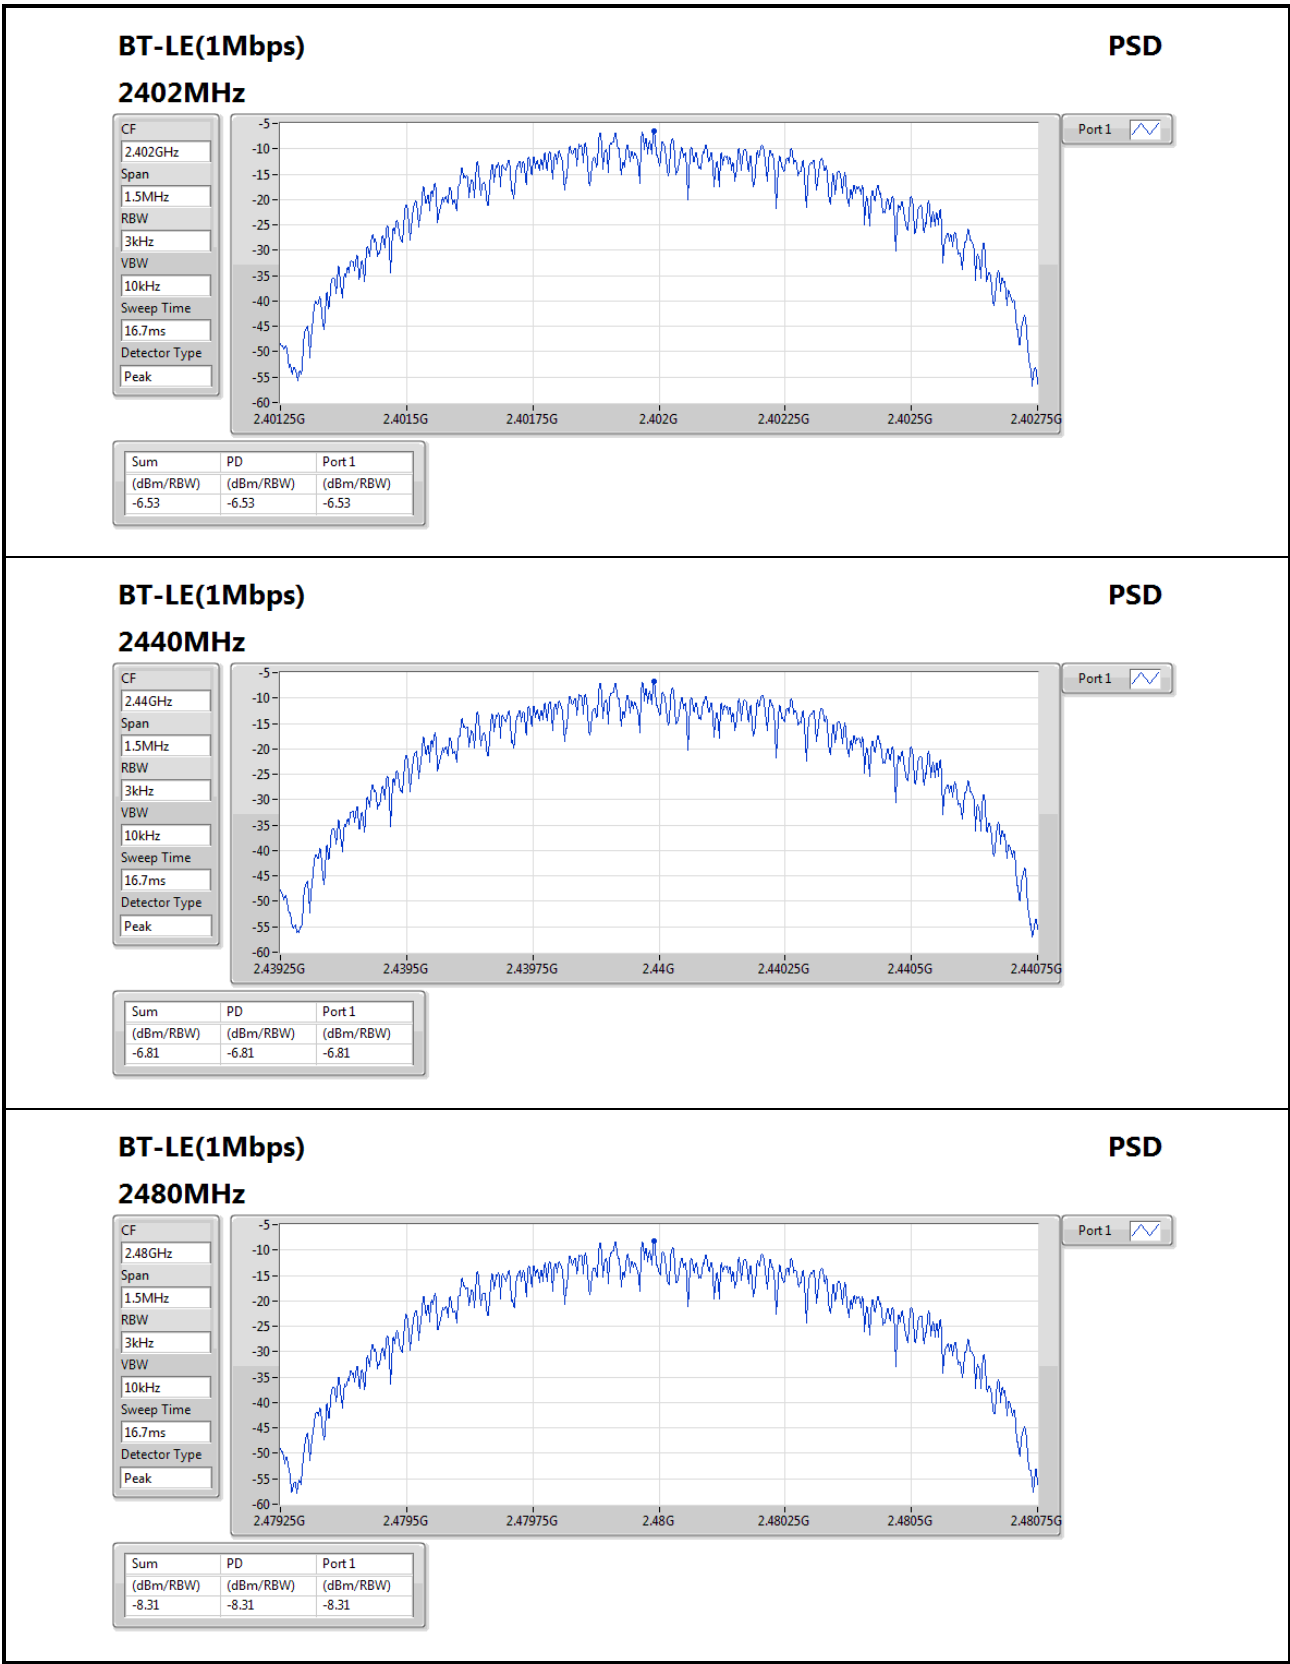 BT-LE(1Mbps) PSD
2402MHz
CF
2.402GHz
Span
1.5MHz
RBW
3kHz
VBW
10kHz
Sweep Time
16.7ms
Detector Type
Peak
-5
-10
-15
-20
-25
-30
-35
-40
-45
-50
-55
-60
2.40125G 2.4015G 2.40175G 2.402G 2.40225G 2.4025G 2.40275G
Port 1
Sum PD Port 1
(dBm/RBW) (dBm/RBW) (dBm/RBW)
-6.53 -6.53 -6.53
BT-LE(1Mbps) PSD
2440MHz
CF
2.44GHz
Span
1.5MHz
RBW
3kHz
VBW
10kHz
Sweep Time
16.7ms
Detector Type
Peak
-5
-10
-15
-20
-25
-30
-35
-40
-45
-50
-55
-60
2.43925G 2.4395G 2.43975G 2.44G 2.44025G 2.4405G 2.44075G
Port 1
Sum PD Port 1
(dBm/RBW) (dBm/RBW) (dBm/RBW)
-6.81 -6.81 -6.81
BT-LE(1Mbps) PSD
2480MHz
CF
2.48GHz
Span
1.5MHz
RBW
3kHz
VBW
10kHz
Sweep Time
16.7ms
Detector Type
Peak
-5
-10
-15
-20
-25
-30
-35
-40
-45
-50
-55
-60
2.47925G 2.4795G 2.47975G 2.48G 2.48025G 2.4805G 2.48075G
Port 1
Sum PD Port 1
(dBm/RBW) (dBm/RBW) (dBm/RBW)
-8.31 -8.31 -8.31